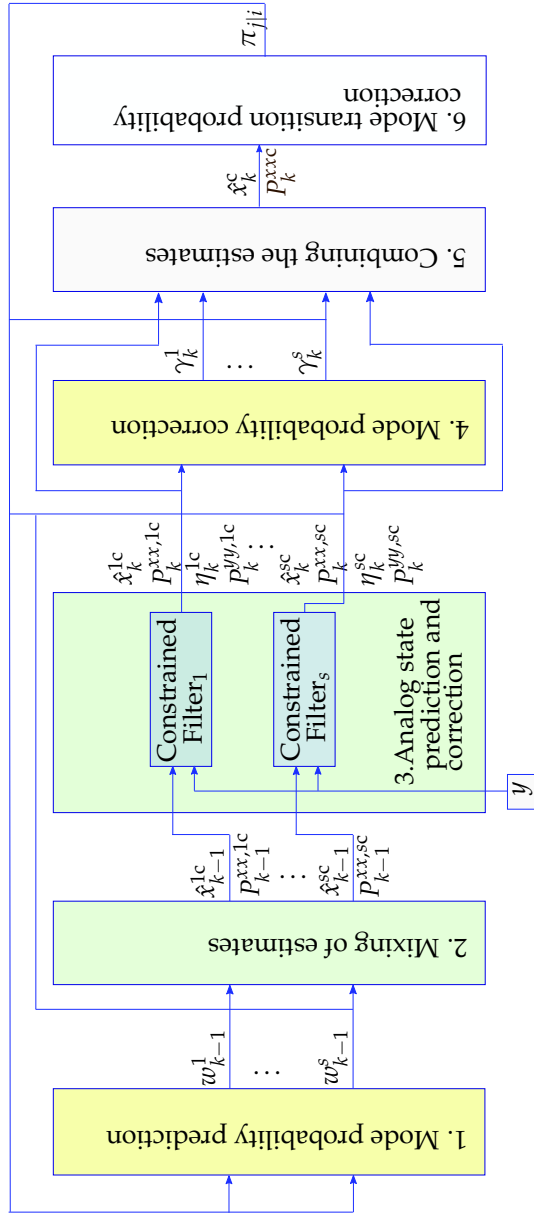 1. Mode probability prediction
w^1_{k−1}
...
w^s_{k−1}
2. Mixing of estimates
x̂^{1c}_{k−1}
P^{xx,1c}_{k−1}
...
x̂^{sc}_{k−1}
P^{xx,sc}_{k−1}
Constrained
Filter_1
Constrained
Filter_s
3.Analog state
prediction and
correction
y
x̂^{1c}_k
P^{xx,1c}_k
η^{1c}_k
P^{yy,1c}_k
...
x̂^{sc}_k
P^{xx,sc}_k
η^{sc}_k
P^{yy,sc}_k
4. Mode probability correction
γ^1_k
...
γ^s_k
5. Combining the estimates
x̂^c_k
P^{xxc}_k
6. Mode transition probability
correction
π_{j|i}